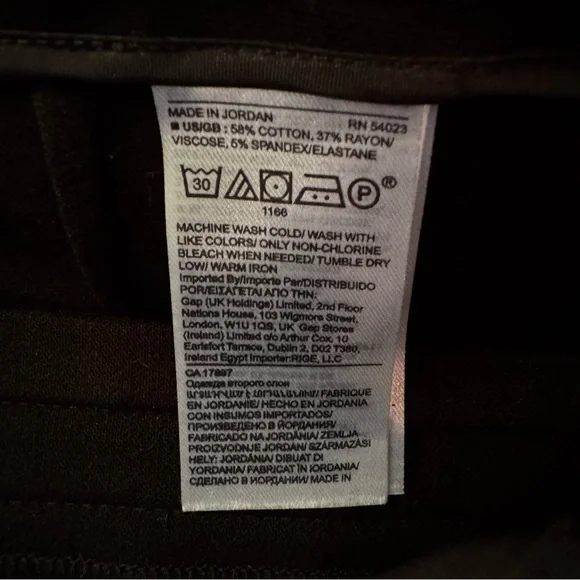 MADE IN JORDAN RN 54023
■ US/GB : 58% COTTON, 37% RAYON/
VISCOSE, 5% SPANDEX/ELASTANE
30 P ®
1166
MACHINE WASH COLD/ WASH WITH
LIKE COLORS/ ONLY NON-CHLORINE
BLEACH WHEN NEEDED/ TUMBLE DRY
LOW/ WARM IRON
Imported By/Importe Par/DISTRIBUIDO
POR/ΕΙΣΑΓΕΤΑΙ ΑΠΟ ΤΗΝ:
Gap (UK Holdings) Limited, 2nd Floor
Nations House, 103 Wigmore Street,
London, W1U 1QS, UK Gap Stores
(Ireland) Limited c/o Arthur Cox, 10
Earlsfort Terrace, Dublin 2, D02 T380,
Ireland Egypt Importer:RIGE, LLC
CA 17897
Одежда второго слоя
FABRIQUE
EN JORDANIE/ HECHO EN JORDANIA
CON INSUMOS IMPORTADOS/
ПРОИЗВЕДЕНО В ЙОРДАНИЯ/
FABRICADO NA JORDÂNIA/ ZEMLJA
PROIZVODNJE JORDAN/ SZÁRMAZÁSI
HELY: JORDÁNIA/ DIBUAT DI
YORDANIA/ FABRICAT ÎN IORDANIA/
СДЕЛАНО В ИОРДАНИИ/ MADE IN